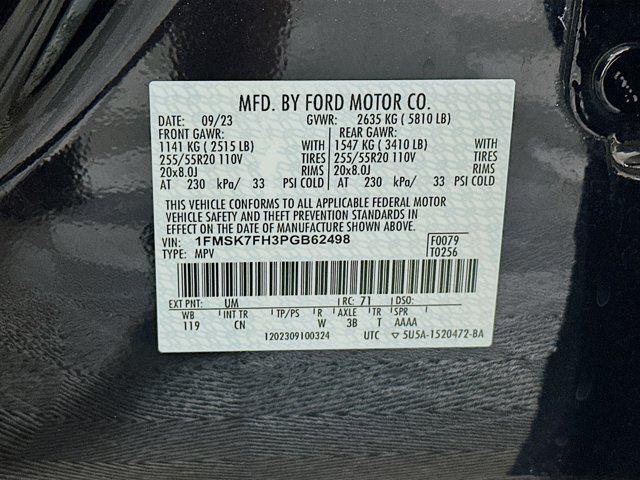 MFD. BY FORD MOTOR CO.
DATE: 09/23 GVWR: 2635 KG ( 5810 LB)
FRONT GAWR: REAR GAWR:
1141 KG ( 2515 LB) WITH 1547 KG ( 3410 LB) WITH
255/55R20 110V TIRES 255/55R20 110V TIRES
20x8.0J RIMS 20x8.0J RIMS
AT 230 kPa/ 33 PSI COLD AT 230 kPa/ 33 PSI COLD
THIS VEHICLE CONFORMS TO ALL APPLICABLE FEDERAL MOTOR
VEHICLE SAFETY AND THEFT PREVENTION STANDARDS IN
EFFECT ON THE DATE OF MANUFACTURE SHOWN ABOVE.
VIN: 1FMSK7FH3PGB62498 F0079
TYPE: MPV T0256
EXT PNT: UM RC: 71 DSO:
WB INT TR TP/PS R AXLE TR SPR
119 CN W 3B T AAAA
1202309100324 UTC ▽ 5U5A-1520472-BA